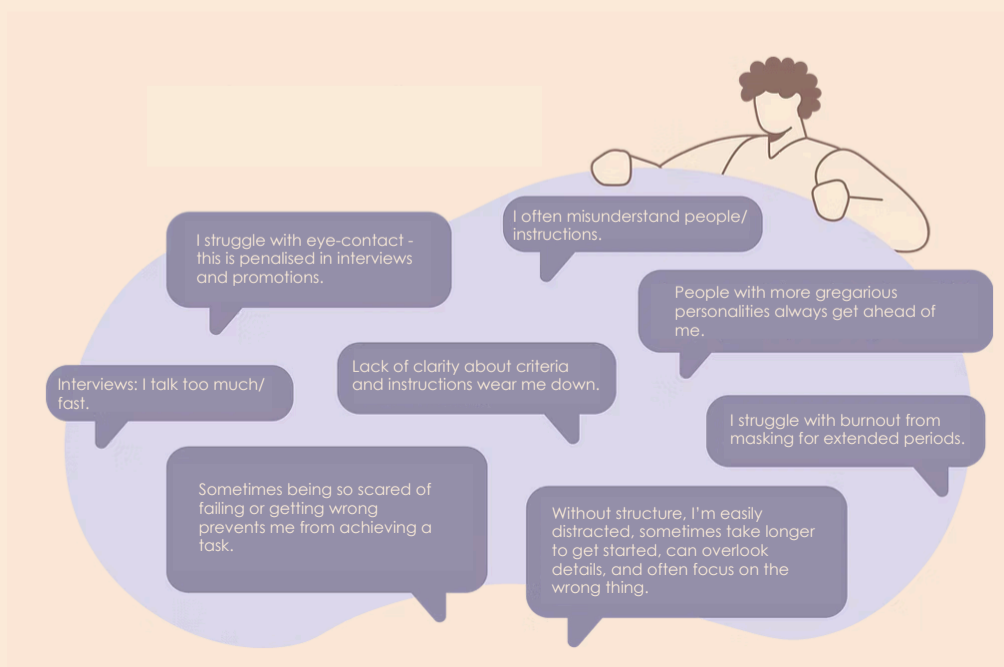 I often misunderstand people/
instructions.
I struggle with eye-contact -
this is penalised in interviews
and promotions.
People with more gregarious
personalities always get ahead of
me.
Lack of clarity about criteria
and instructions wear me down.
Interviews: I talk too much/
fast.
I struggle with burnout from
masking for extended periods.
Sometimes being so scared of
failing or getting wrong
prevents me from achieving a
task.
Without structure, I’m easily
distracted, sometimes take longer
to get started, can overlook
details, and often focus on the
wrong thing.